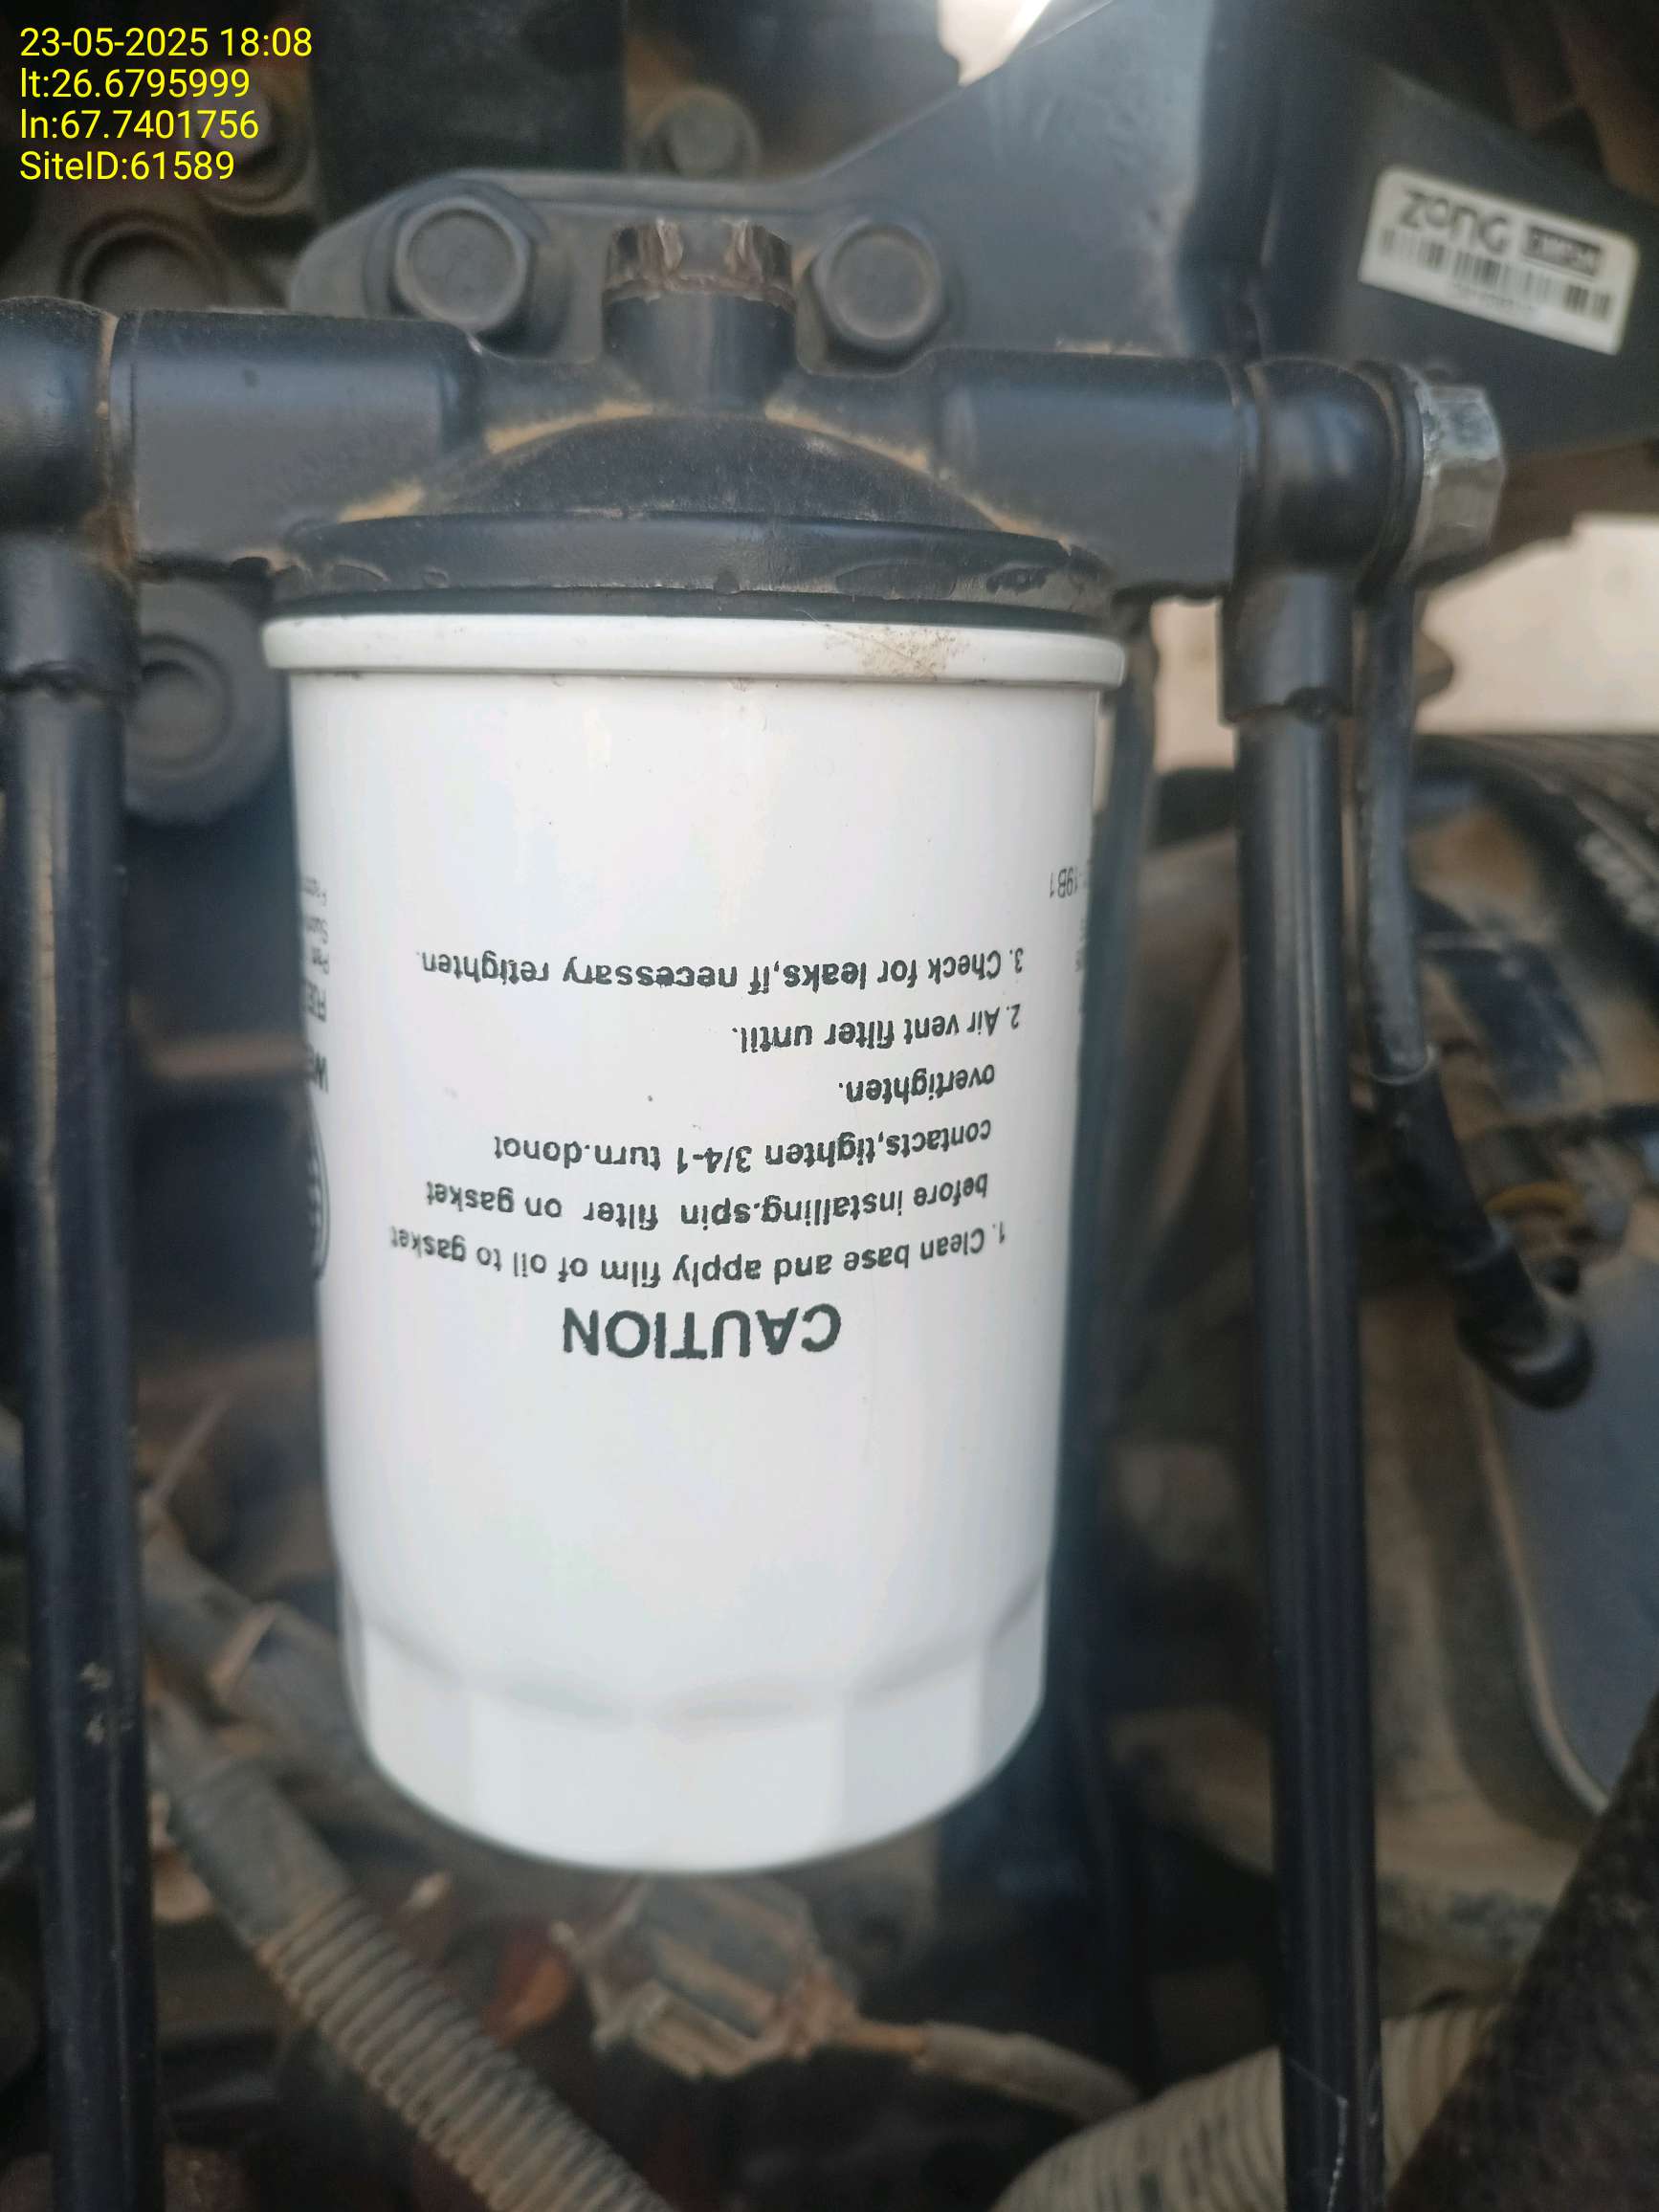 23-05-2025 18:08
lt:26.6795999
ln:67.7401756
SiteID:61589
zong
CAUTION
1. Clean base and apply film of oil to gasket
before installing.spin filter on gasket
contacts,tighten 3/4-1 turn.donot
overtighten.
2. Air vent filter until.
3. Check for leaks,if necessary retighten.
19B1